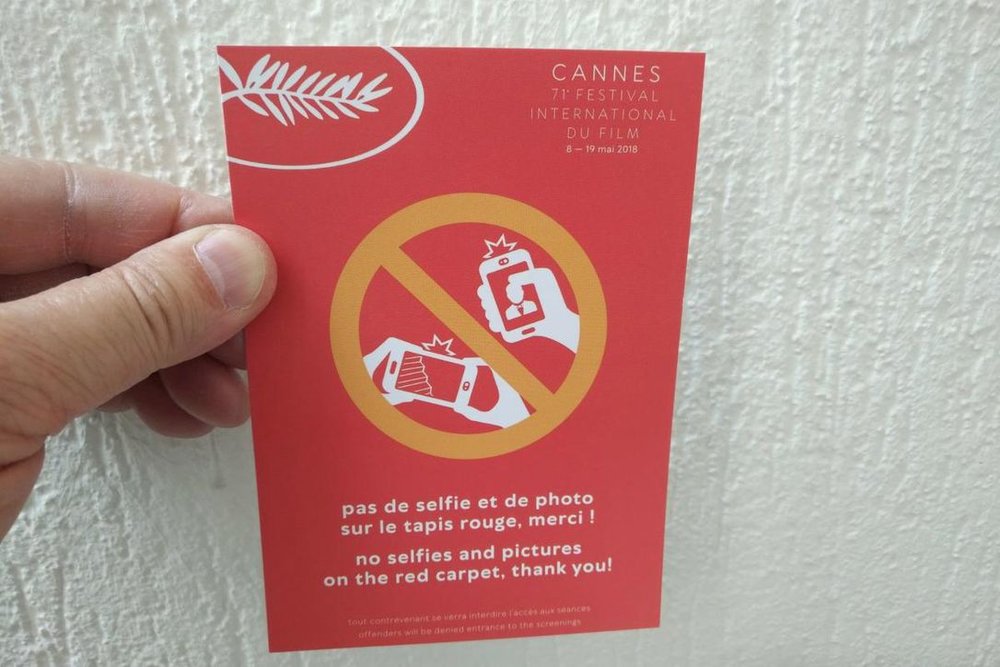 CANNES
71e FESTIVAL
INTERNATIONAL
DU FILM
8 — 19 mai 2018
pas de selfie et de photo
sur le tapis rouge, merci !
no selfies and pictures
on the red carpet, thank you!
Tout contrevenant se verra interdire l'accès aux séances
offenders will be denied entrance to the screenings